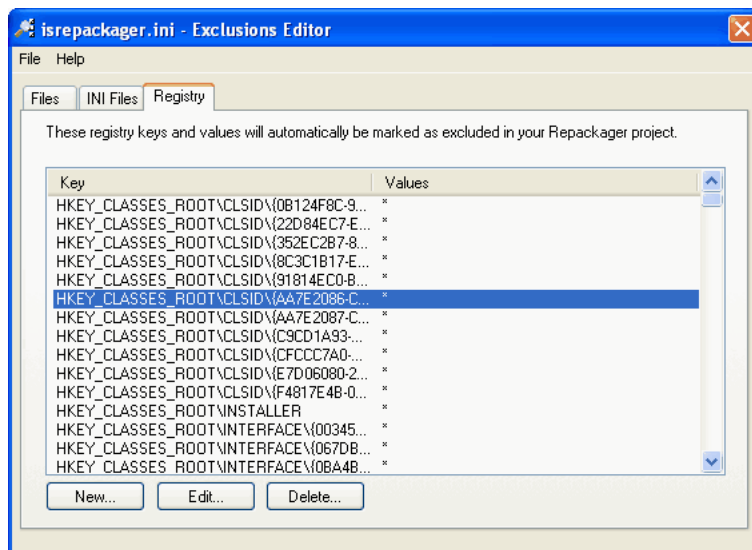 isrepackager.ini - Exclusions Editor
File Help
Files INI Files Registry
These registry keys and values will automatically be marked as excluded in your Repackager project.
Key Values
HKEY_CLASSES_ROOT\CLSID\{0B124F8C-9... *
HKEY_CLASSES_ROOT\CLSID\{22D84EC7-E... *
HKEY_CLASSES_ROOT\CLSID\{352EC2B7-8... *
HKEY_CLASSES_ROOT\CLSID\{8C3C1B17-E... *
HKEY_CLASSES_ROOT\CLSID\{91814EC0-B... *
HKEY_CLASSES_ROOT\CLSID\{AA7E2086-C... *
HKEY_CLASSES_ROOT\CLSID\{AA7E2087-C... *
HKEY_CLASSES_ROOT\CLSID\{C9CD1A93-... *
HKEY_CLASSES_ROOT\CLSID\{CFCCC7A0-... *
HKEY_CLASSES_ROOT\CLSID\{E7D06080-2... *
HKEY_CLASSES_ROOT\CLSID\{F4817E4B-0... *
HKEY_CLASSES_ROOT\INSTALLER *
HKEY_CLASSES_ROOT\INTERFACE\{00345... *
HKEY_CLASSES_ROOT\INTERFACE\{067DB... *
HKEY_CLASSES_ROOT\INTERFACE\{0BA4B... *
New... Edit... Delete...